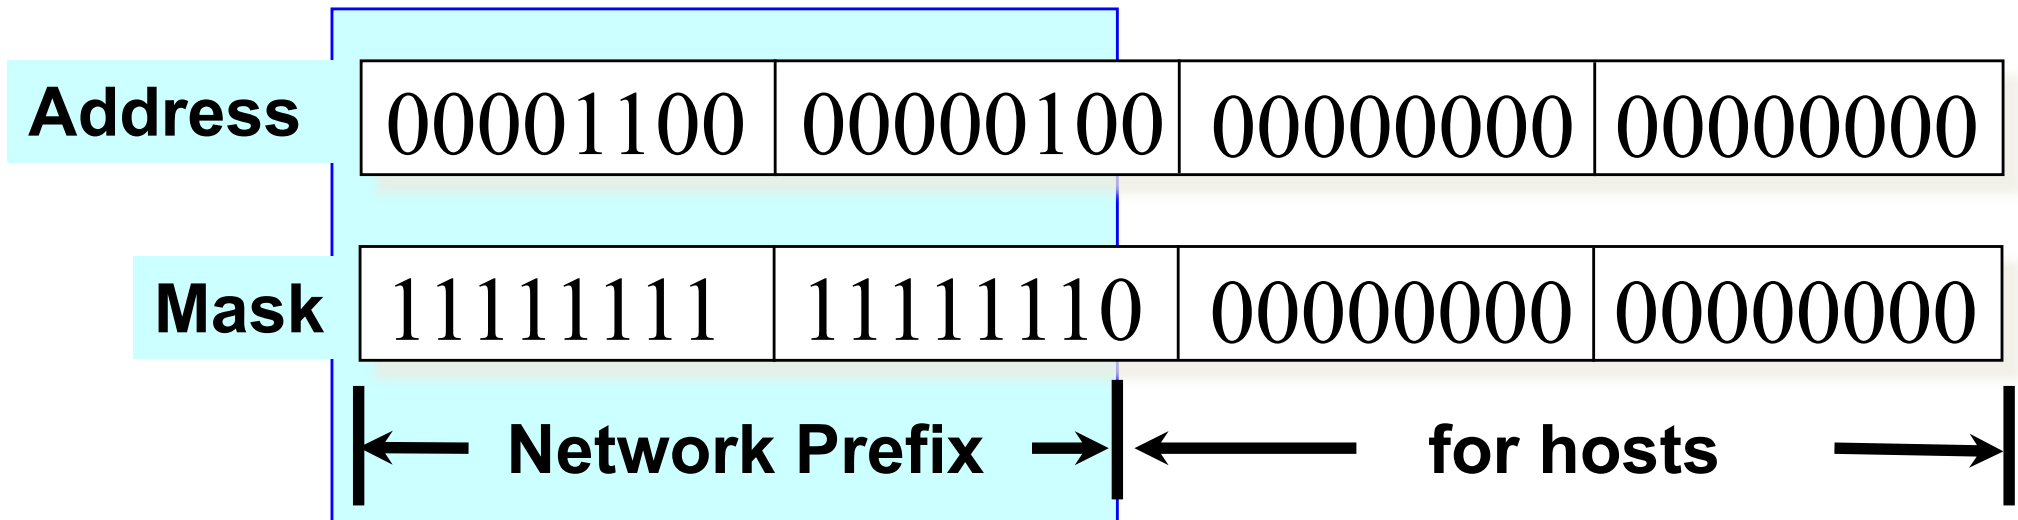 Address 00001100 00000100 00000000 00000000
Mask 11111111 11111110 00000000 00000000
Network Prefix for hosts